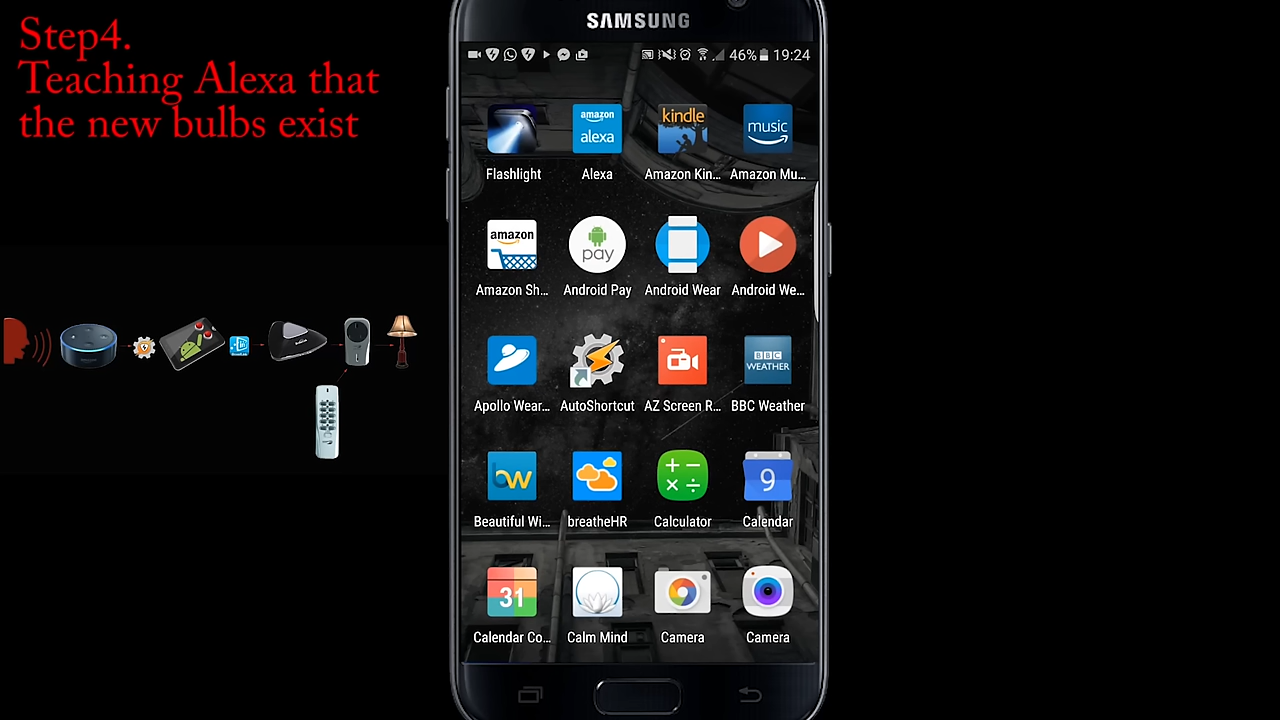 Step4.
Teaching Alexa that
the new bulbs exist
SAMSUNG
46% 19:24
amazon
alexa
kindle
music
Flashlight Alexa Amazon Kin... Amazon Mu...
amazon
pay
Amazon Sh... Android Pay Android Wear Android We...
BBC
WEATHER
Apollo Wear... AutoShortcut AZ Screen R... BBC Weather
bw
9
Beautiful Wi... breatheHR Calculator Calendar
31
Calendar Co... Calm Mind Camera Camera